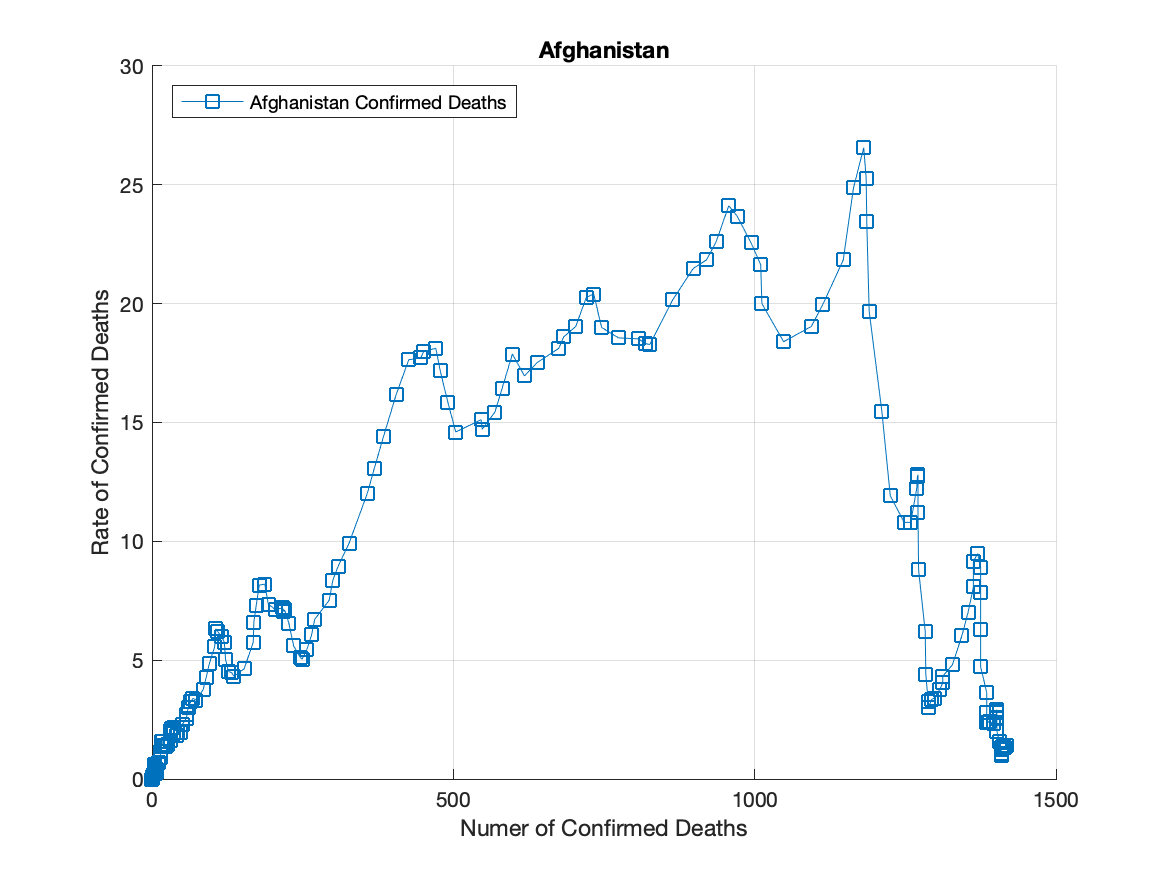 Afghanistan
30
Afghanistan Confirmed Deaths
25
20
15
10
5
0
Rate of Confirmed Deaths
0 500 1000 1500
Numer of Confirmed Deaths